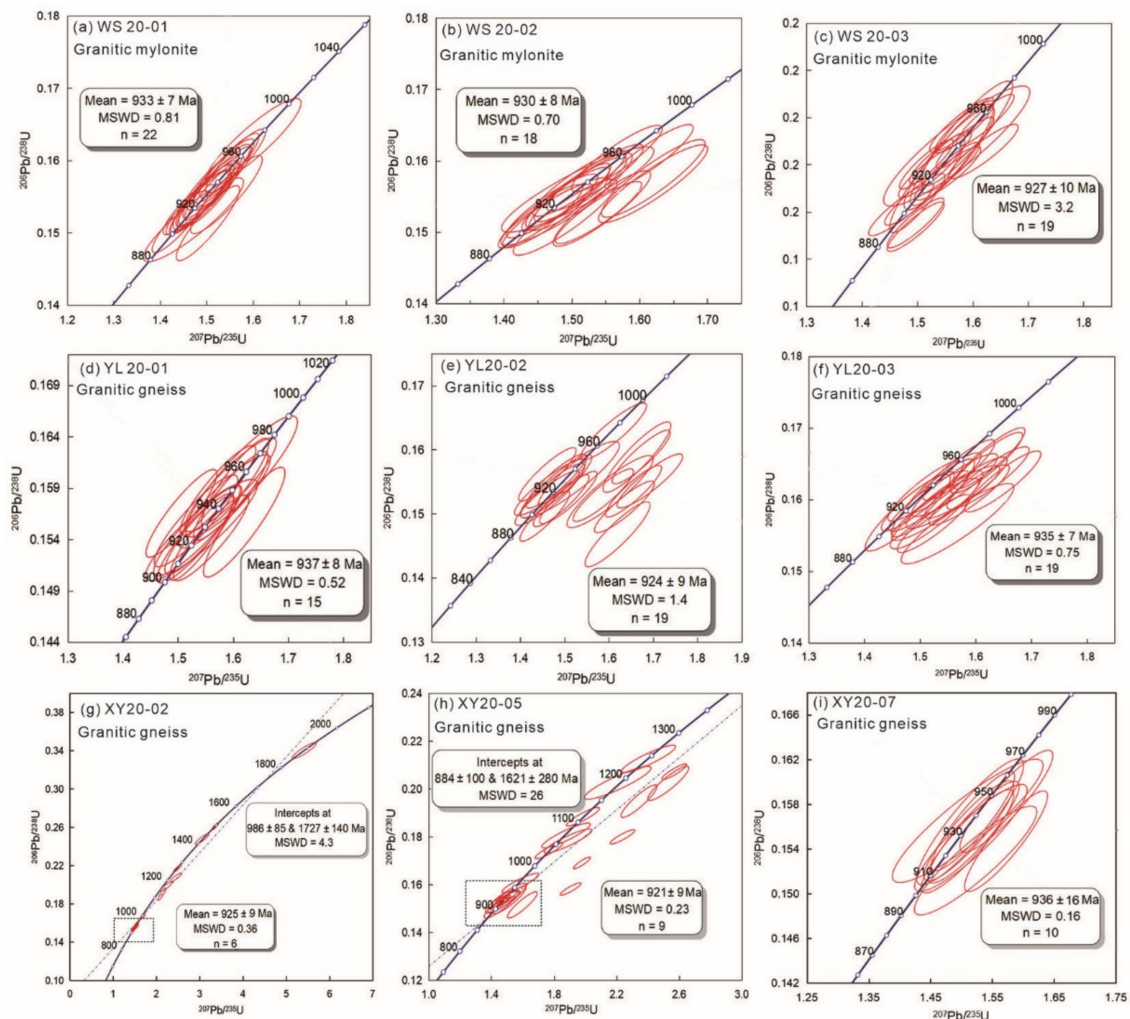 (a) WS 20-01
Granitic mylonite
Mean = 933 ± 7 Ma
MSWD = 0.81
n = 22
1040
1000
960
920
880
0.18
0.17
0.16
0.15
0.14
1.2 1.3 1.4 1.5 1.6 1.7 1.8
206Pb/238U
207Pb/235U
(b) WS 20-02
Granitic mylonite
Mean = 930 ± 8 Ma
MSWD = 0.70
n = 18
1000
960
920
880
0.18
0.17
0.16
0.15
0.14
1.30 1.40 1.50 1.60 1.70
206Pb/238U
207Pb/235U
(c) WS 20-03
Granitic mylonite
1000
960
920
880
Mean = 927 ± 10 Ma
MSWD = 3.2
n = 19
0.2
0.2
0.2
0.2
0.2
0.1
0.1
1.3 1.4 1.5 1.6 1.7 1.8
206Pb/238U
207Pb/235U
(d) YL 20-01
Granitic gneiss
1020
1000
980
960
940
920
900
880
Mean = 937 ± 8 Ma
MSWD = 0.52
n = 15
0.169
0.164
0.159
0.154
0.149
0.144
1.3 1.4 1.5 1.6 1.7 1.8
206Pb/238U
207Pb/235U
(e) YL20-02
Granitic gneiss
1000
960
920
880
840
Mean = 924 ± 9 Ma
MSWD = 1.4
n = 19
0.17
0.16
0.15
0.14
0.13
1.2 1.3 1.4 1.5 1.6 1.7 1.8 1.9
206Pb/238U
207Pb/235U
(f) YL20-03
Granitic gneiss
1000
960
920
880
Mean = 935 ± 7 Ma
MSWD = 0.75
n = 19
0.18
0.17
0.16
0.15
0.14
1.3 1.4 1.5 1.6 1.7 1.8
206Pb/238U
207Pb/235U
(g) XY20-02
Granitic gneiss
2000
1800
1600
1400
1200
1000
800
Intercepts at
986 ± 85 & 1727 ± 140 Ma
MSWD = 4.3
Mean = 925 ± 9 Ma
MSWD = 0.36
n = 6
0.38
0.34
0.30
0.26
0.22
0.18
0.14
0.10
0 1 2 3 4 5 6 7
206Pb/238U
207Pb/235U
(h) XY20-05
Granitic gneiss
1300
1200
1100
1000
900
800
Intercepts at
884 ± 100 & 1621 ± 280 Ma
MSWD = 26
Mean = 921 ± 9 Ma
MSWD = 0.23
n = 9
0.24
0.22
0.20
0.18
0.16
0.14
0.12
1.0 1.4 1.8 2.2 2.6 3.0
206Pb/238U
207Pb/235U
(i) XY20-07
Granitic gneiss
990
970
950
930
910
890
870
Mean = 936 ± 16 Ma
MSWD = 0.16
n = 10
0.166
0.162
0.158
0.154
0.150
0.146
0.142
1.25 1.35 1.45 1.55 1.65 1.75
Pb/238U
207Pb/235U